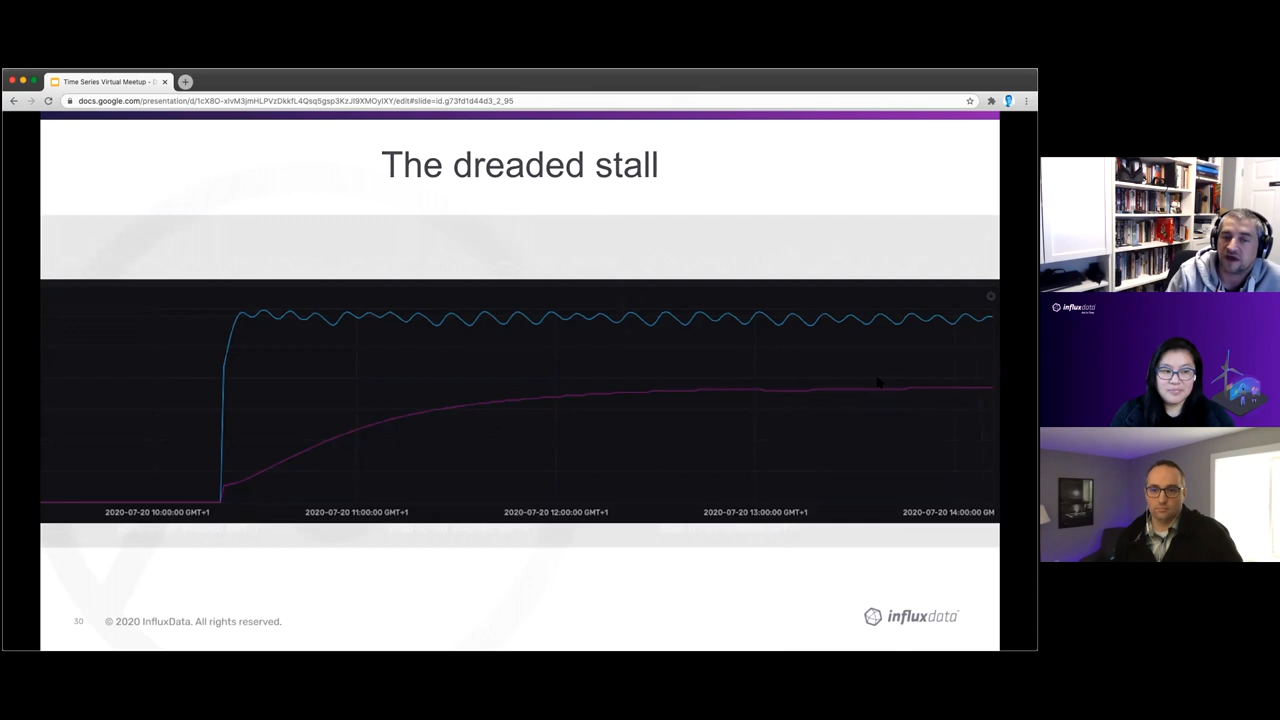 Time Series Virtual Meetup - D
docs.google.com/presentation/d/1cX8O-xivM3jmHLPVzDkkfL4Qsq5gsp3KzJI9XMOylXY/edit#slide=id.g73fd1d44d3_2_95
The dreaded stall
2020-07-20 10:00:00 GMT+1
2020-07-20 11:00:00 GMT+1
2020-07-20 12:00:00 GMT+1
2020-07-20 13:00:00 GMT+1
2020-07-20 14:00:00 GM
30
© 2020 InfluxData. All rights reserved.
influxdata
influxdata